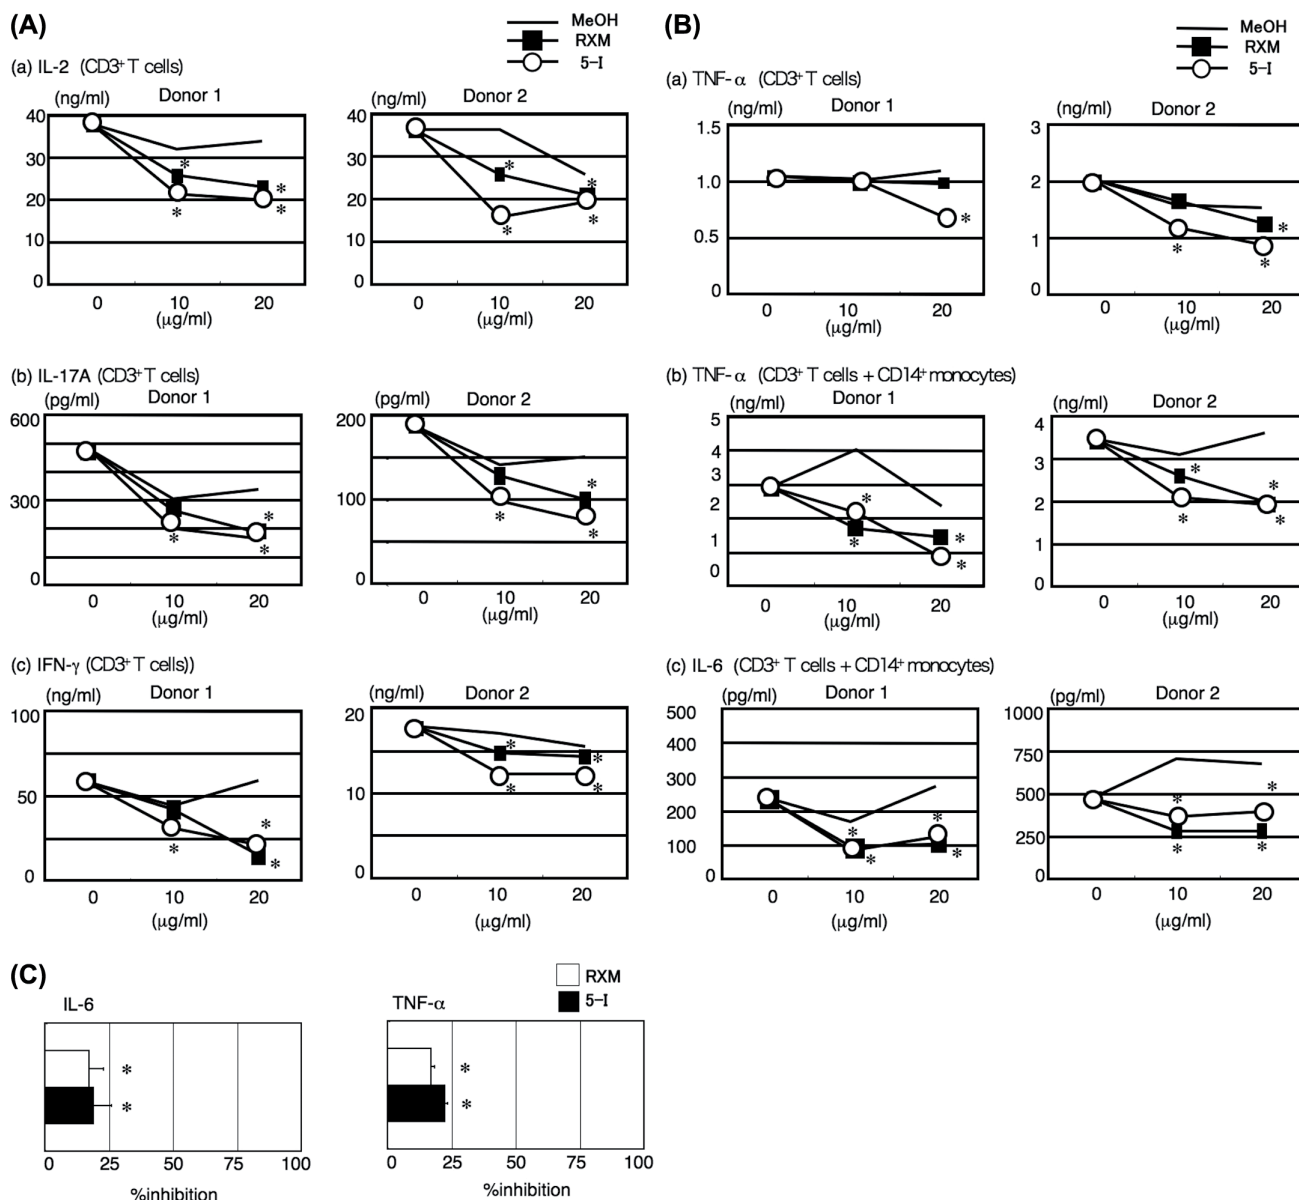 (A)
MeOH
RXM
5-I
(a) IL-2 (CD3+ T cells)
(ng/ml) Donor 1
40
30
20
10
0
0 10 20
(μg/ml)
(ng/ml) Donor 2
40
30
20
10
0
0 10 20
(μg/ml)
* * * * * * * *
(b) IL-17A (CD3+ T cells)
(pg/ml) Donor 1
600
300
0
0 10 20
(μg/ml)
(pg/ml) Donor 2
200
100
0
0 10 20
(μg/ml)
* * * * * *
(c) IFN-γ (CD3+ T cells))
(ng/ml) Donor 1
100
50
0
0 10 20
(μg/ml)
(ng/ml) Donor 2
20
10
0
0 10 20
(μg/ml)
* * * * * * *
(B)
MeOH
RXM
5-I
(a) TNF-α (CD3+ T cells)
(ng/ml) Donor 1
1.5
1.0
0.5
0
0 10 20
(μg/ml)
(ng/ml) Donor 2
3
2
1
0
0 10 20
(μg/ml)
* * * *
(b) TNF-α (CD3+ T cells + CD14+ monocytes)
(ng/ml) Donor 1
5
4
3
2
1
0
0 10 20
(μg/ml)
(ng/ml) Donor 2
4
3
2
1
0
0 10 20
(μg/ml)
* * * * * * * *
(c) IL-6 (CD3+ T cells + CD14+ monocytes)
(pg/ml) Donor 1
500
400
300
200
100
0
0 10 20
(μg/ml)
(pg/ml) Donor 2
1000
750
500
250
0
0 10 20
(μg/ml)
* * * * * * * *
(C)
RXM
5-I
IL-6
*
*
0 25 50 75 100
%inhibition
TNF-α
*
*
0 25 50 75 100
%inhibition